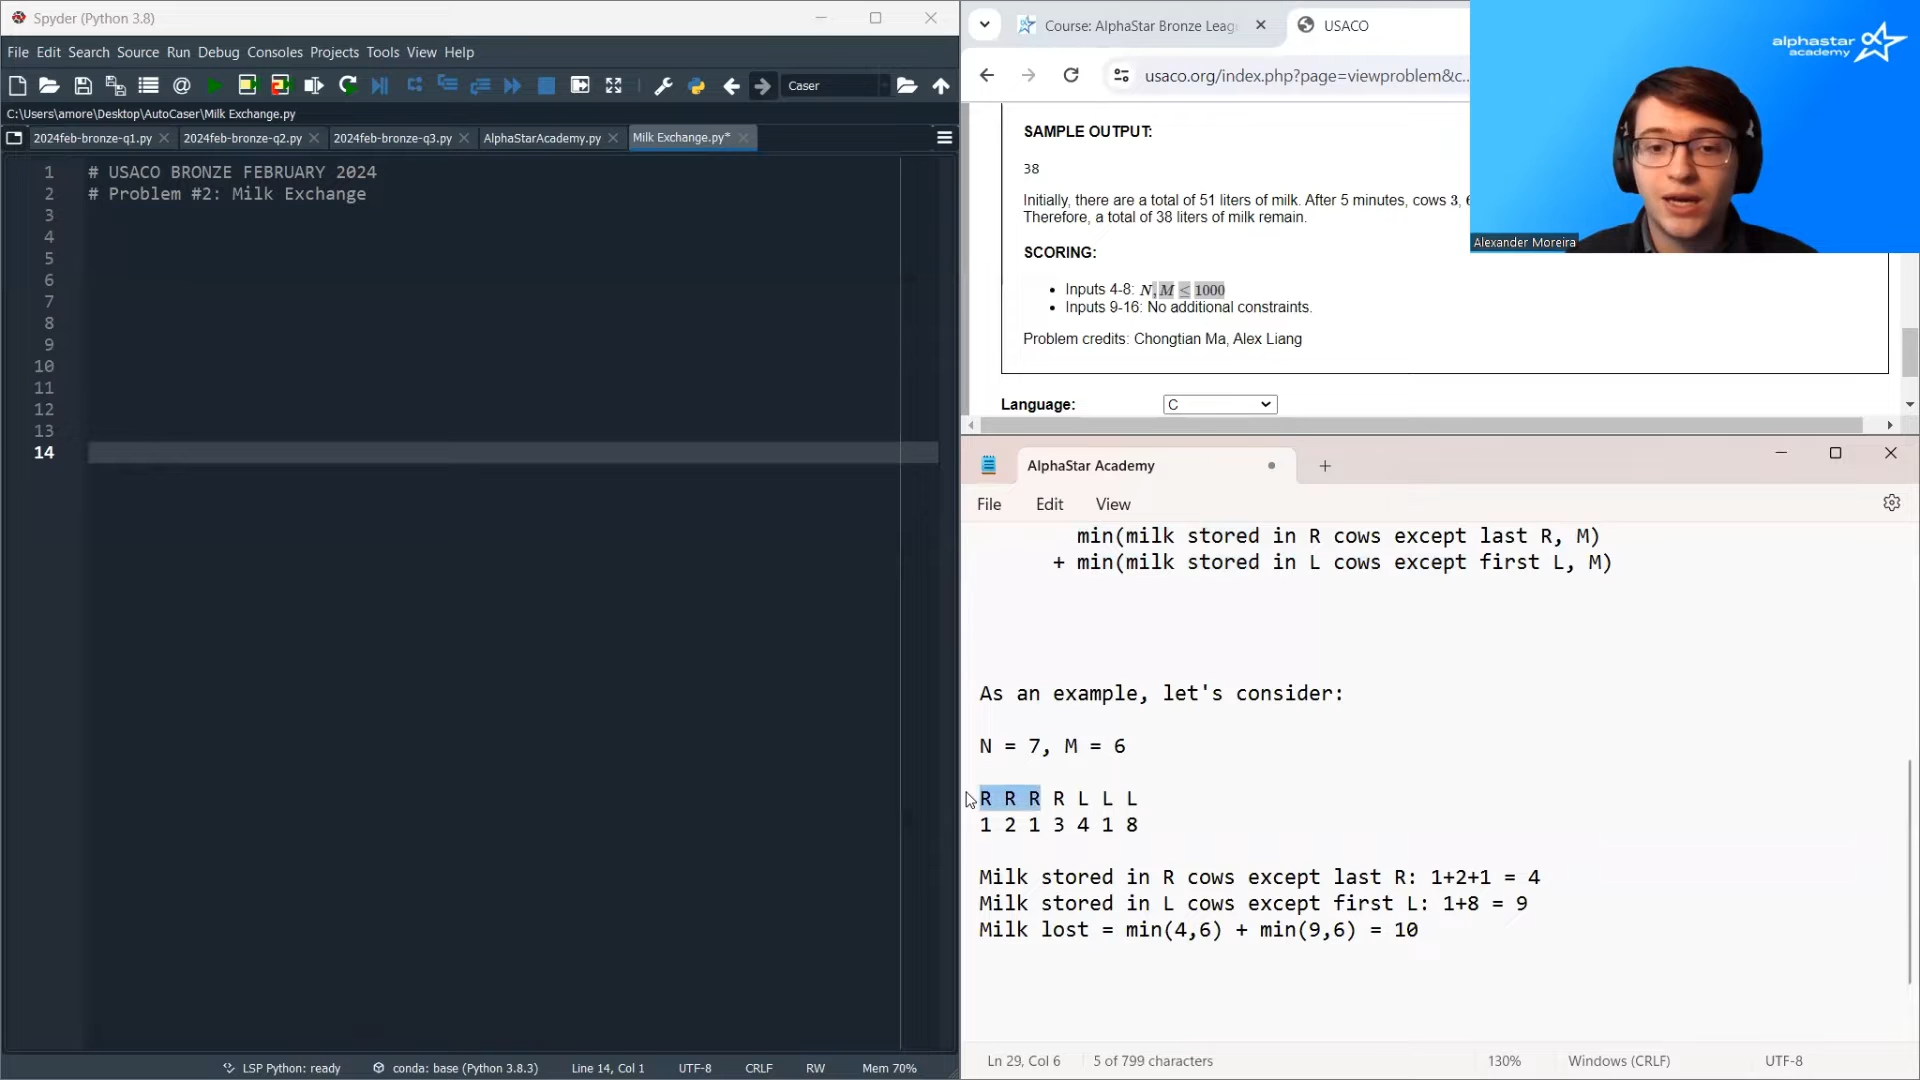 Spyder (Python 3.8)
File Edit Search Source Run Debug Consoles Projects Tools View Help
Caser
C:\Users\amore\Desktop\AutoCaser\Milk Exchange.py
2024feb-bronze-q1.py 2024feb-bronze-q2.py 2024feb-bronze-q3.py AlphaStarAcademy.py Milk Exchange.py*
1 # USACO BRONZE FEBRUARY 2024
2 # Problem #2: Milk Exchange
3
4
5
6
7
8
9
10
11
12
13
14
LSP Python: ready conda: base (Python 3.8.3) Line 14, Col 1 UTF-8 CRLF RW Mem 70%
Course: AlphaStar Bronze Leag USACO
usaco.org/index.php?page=viewproblem&c...
SAMPLE OUTPUT:
38
Initially, there are a total of 51 liters of milk. After 5 minutes, cows 3, 6
Therefore, a total of 38 liters of milk remain.
SCORING:
• Inputs 4-8: N, M ≤ 1000
• Inputs 9-16: No additional constraints.
Problem credits: Chongtian Ma, Alex Liang
Language: C
alphastar
academy
Alexander Moreira
AlphaStar Academy
File Edit View
min(milk stored in R cows except last R, M)
+ min(milk stored in L cows except first L, M)
As an example, let's consider:
N = 7, M = 6
R R R R L L L
1 2 1 3 4 1 8
Milk stored in R cows except last R: 1+2+1 = 4
Milk stored in L cows except first L: 1+8 = 9
Milk lost = min(4,6) + min(9,6) = 10
Ln 29, Col 6 5 of 799 characters 130% Windows (CRLF) UTF-8